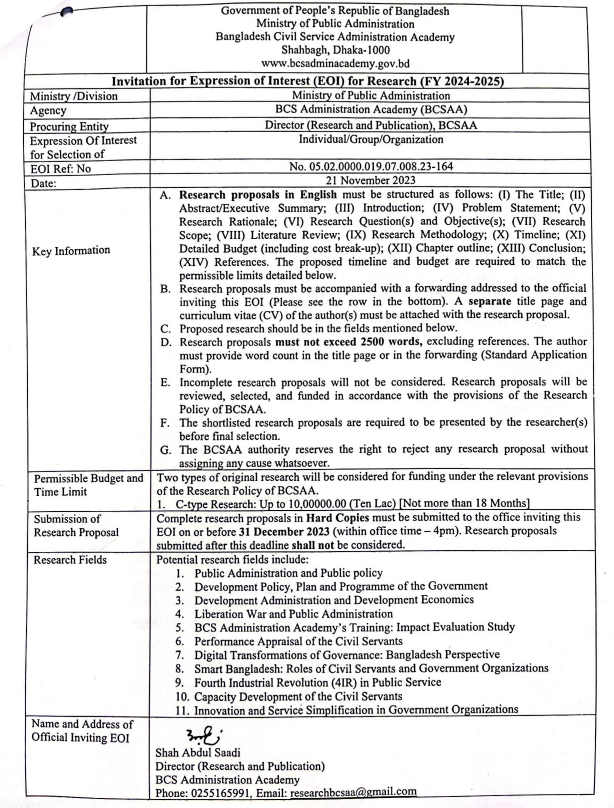 Government of People's Republic of Bangladesh
Ministry of Public Administration
Bangladesh Civil Service Administration Academy
Shahbagh, Dhaka-1000
www.bcsadminacademy.gov.bd
Invitation for Expression of Interest (EOI) for Research (FY 2024-2025)
Ministry /Division Ministry of Public Administration
Agency BCS Administration Academy (BCSAA)
Procuring Entity Director (Research and Publication), BCSAA
Expression Of Interest Individual/Group/Organization
for Selection of
EOI Ref: No No. 05.02.0000.019.07.008.23-164
Date: 21 November 2023
Key Information
A. Research proposals in English must be structured as follows: (I) The Title; (II)
Abstract/Executive Summary; (III) Introduction; (IV) Problem Statement; (V)
Research Rationale; (VI) Research Question(s) and Objective(s); (VII) Research
Scope; (VIII) Literature Review; (IX) Research Methodology; (X) Timeline; (XI)
Detailed Budget (including cost break-up); (XII) Chapter outline; (XIII) Conclusion;
(XIV) References. The proposed timeline and budget are required to match the
permissible limits detailed below.
B. Research proposals must be accompanied with a forwarding addressed to the official
inviting this EOI (Please see the row in the bottom). A separate title page and
curriculum vitae (CV) of the author(s) must be attached with the research proposal.
C. Proposed research should be in the fields mentioned below.
D. Research proposals must not exceed 2500 words, excluding references. The author
must provide word count in the title page or in the forwarding (Standard Application
Form).
E. Incomplete research proposals will not be considered. Research proposals will be
reviewed, selected, and funded in accordance with the provisions of the Research
Policy of BCSAA.
F. The shortlisted research proposals are required to be presented by the researcher(s)
before final selection.
G. The BCSAA authority reserves the right to reject any research proposal without
assigning any cause whatsoever.
Permissible Budget and
Time Limit
Two types of original research will be considered for funding under the relevant provisions
of the Research Policy of BCSAA.
1. C-type Research: Up to 10,00000.00 (Ten Lac) [Not more than 18 Months]
Submission of
Research Proposal
Complete research proposals in Hard Copies must be submitted to the office inviting this
EOI on or before 31 December 2023 (within office time – 4pm). Research proposals
submitted after this deadline shall not be considered.
Research Fields
Potential research fields include:
1. Public Administration and Public policy
2. Development Policy, Plan and Programme of the Government
3. Development Administration and Development Economics
4. Liberation War and Public Administration
5. BCS Administration Academy's Training: Impact Evaluation Study
6. Performance Appraisal of the Civil Servants
7. Digital Transformations of Governance: Bangladesh Perspective
8. Smart Bangladesh: Roles of Civil Servants and Government Organizations
9. Fourth Industrial Revolution (4IR) in Public Service
10. Capacity Development of the Civil Servants
11. Innovation and Service Simplification in Government Organizations
Name and Address of
Official Inviting EOI
Shah Abdul Saadi
Director (Research and Publication)
BCS Administration Academy
Phone: 0255165991, Email: researchbcsaa@gmail.com